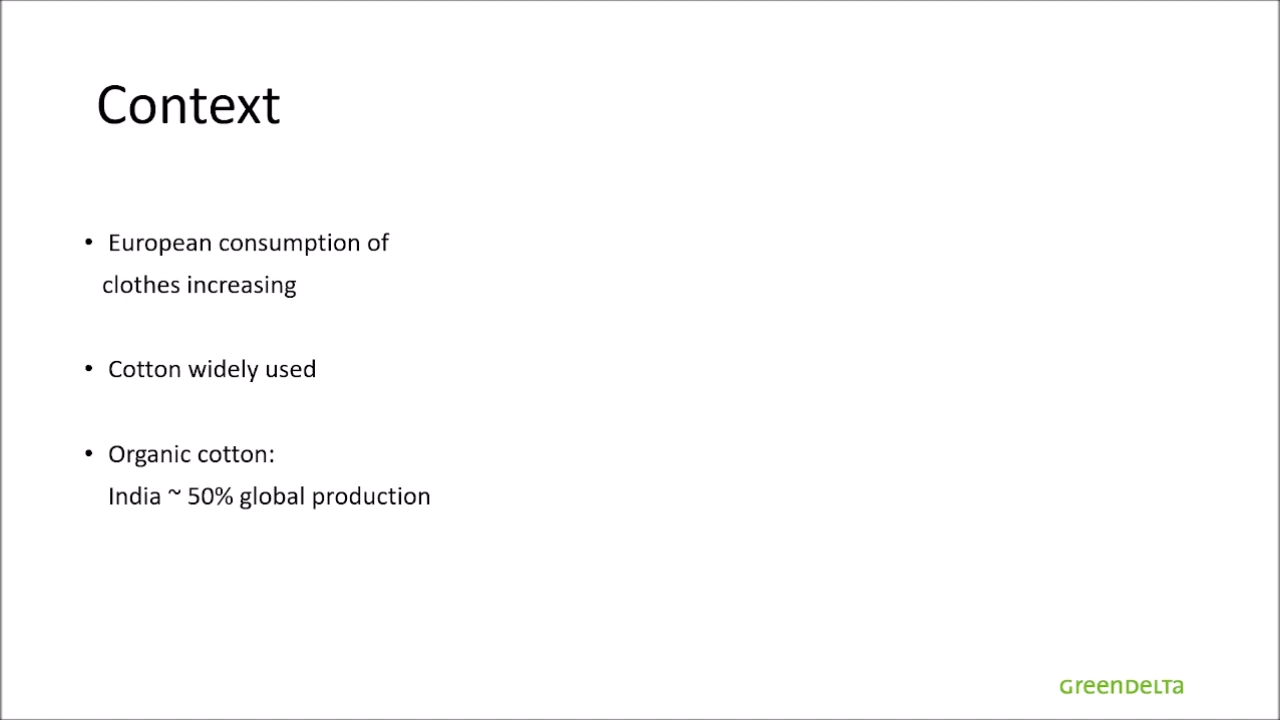 Context
• European consumption of
clothes increasing
• Cotton widely used
• Organic cotton:
India ~ 50% global production
GreenDeLTa